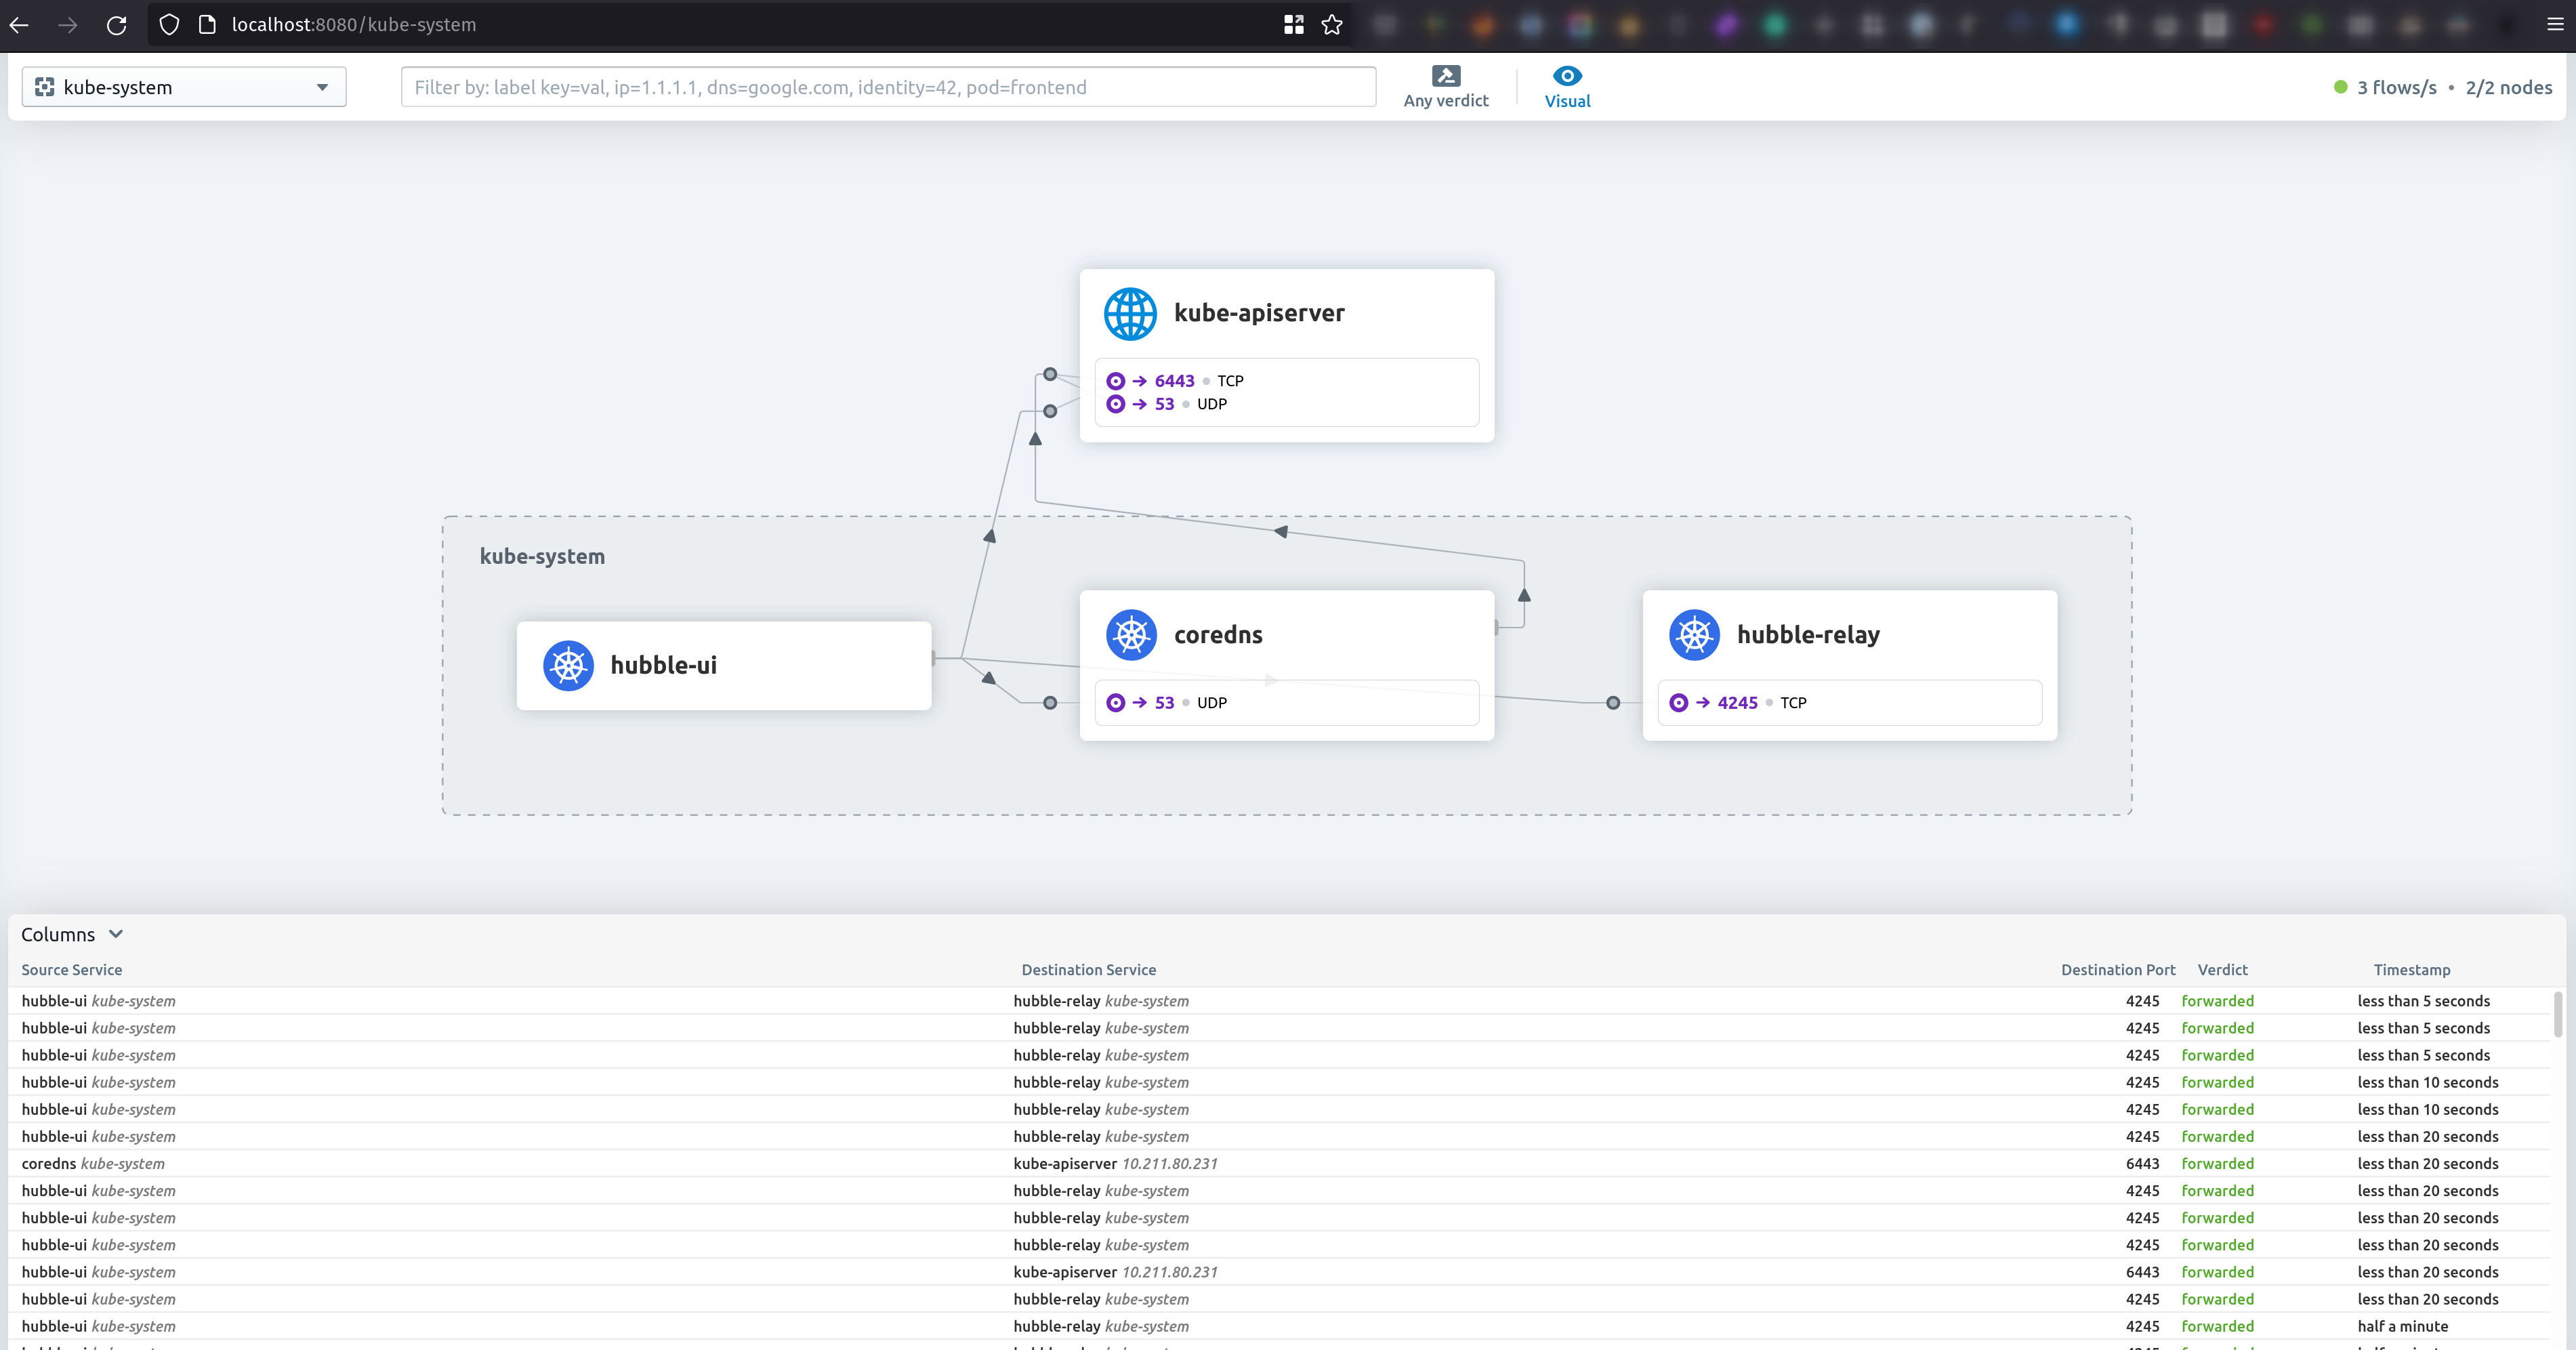 localhost:8080/kube-system
kube-system
Filter by: label key=val, ip=1.1.1.1, dns=google.com, identity=42, pod=frontend
Any verdict
Visual
3 flows/s • 2/2 nodes
kube-apiserver
→ 6443 • TCP
→ 53 • UDP
kube-system
hubble-ui
coredns
→ 53 • UDP
hubble-relay
→ 4245 • TCP
Columns
Source Service Destination Service Destination Port Verdict Timestamp
hubble-ui kube-system hubble-relay kube-system 4245 forwarded less than 5 seconds
hubble-ui kube-system hubble-relay kube-system 4245 forwarded less than 5 seconds
hubble-ui kube-system hubble-relay kube-system 4245 forwarded less than 5 seconds
hubble-ui kube-system hubble-relay kube-system 4245 forwarded less than 10 seconds
hubble-ui kube-system hubble-relay kube-system 4245 forwarded less than 10 seconds
hubble-ui kube-system hubble-relay kube-system 4245 forwarded less than 20 seconds
coredns kube-system kube-apiserver 10.211.80.231 6443 forwarded less than 20 seconds
hubble-ui kube-system hubble-relay kube-system 4245 forwarded less than 20 seconds
hubble-ui kube-system hubble-relay kube-system 4245 forwarded less than 20 seconds
hubble-ui kube-system hubble-relay kube-system 4245 forwarded less than 20 seconds
hubble-ui kube-system kube-apiserver 10.211.80.231 6443 forwarded less than 20 seconds
hubble-ui kube-system hubble-relay kube-system 4245 forwarded less than 20 seconds
hubble-ui kube-system hubble-relay kube-system 4245 forwarded half a minute